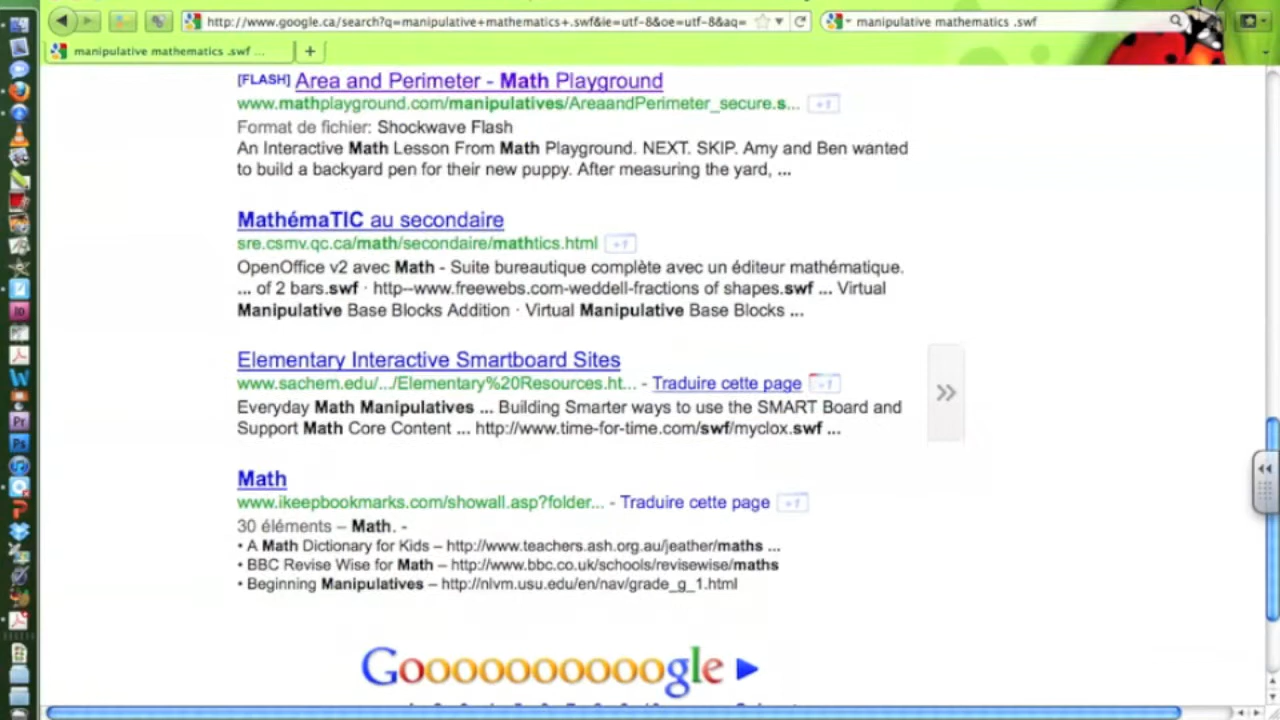 http://www.google.ca/search?q=manipulative+mathematics+.swf&ie=utf-8&oe=utf-8&aq=
manipulative mathematics .swf
manipulative mathematics .swf ...
[FLASH] Area and Perimeter - Math Playground
www.mathplayground.com/manipulatives/AreaandPerimeter_secure.s... +1
Format de fichier: Shockwave Flash
An Interactive Math Lesson From Math Playground. NEXT. SKIP. Amy and Ben wanted
to build a backyard pen for their new puppy. After measuring the yard, ...
MathémaTIC au secondaire
sre.csmv.qc.ca/math/secondaire/mathtics.html +1
OpenOffice v2 avec Math - Suite bureautique complète avec un éditeur mathématique.
... of 2 bars.swf · http--www.freewebs.com-weddell-fractions of shapes.swf ... Virtual
Manipulative Base Blocks Addition · Virtual Manipulative Base Blocks ...
Elementary Interactive Smartboard Sites
www.sachem.edu/.../Elementary%20Resources.ht... - Traduire cette page +1
Everyday Math Manipulatives ... Building Smarter ways to use the SMART Board and
Support Math Core Content ... http://www.time-for-time.com/swf/myclox.swf ...
Math
www.ikeepbookmarks.com/showall.asp?folder... - Traduire cette page +1
30 éléments – Math. -
• A Math Dictionary for Kids – http://www.teachers.ash.org.au/jeather/maths ...
• BBC Revise Wise for Math – http://www.bbc.co.uk/schools/revisewise/maths
• Beginning Manipulatives – http://nlvm.usu.edu/en/nav/grade_g_1.html
Goooooooooogle